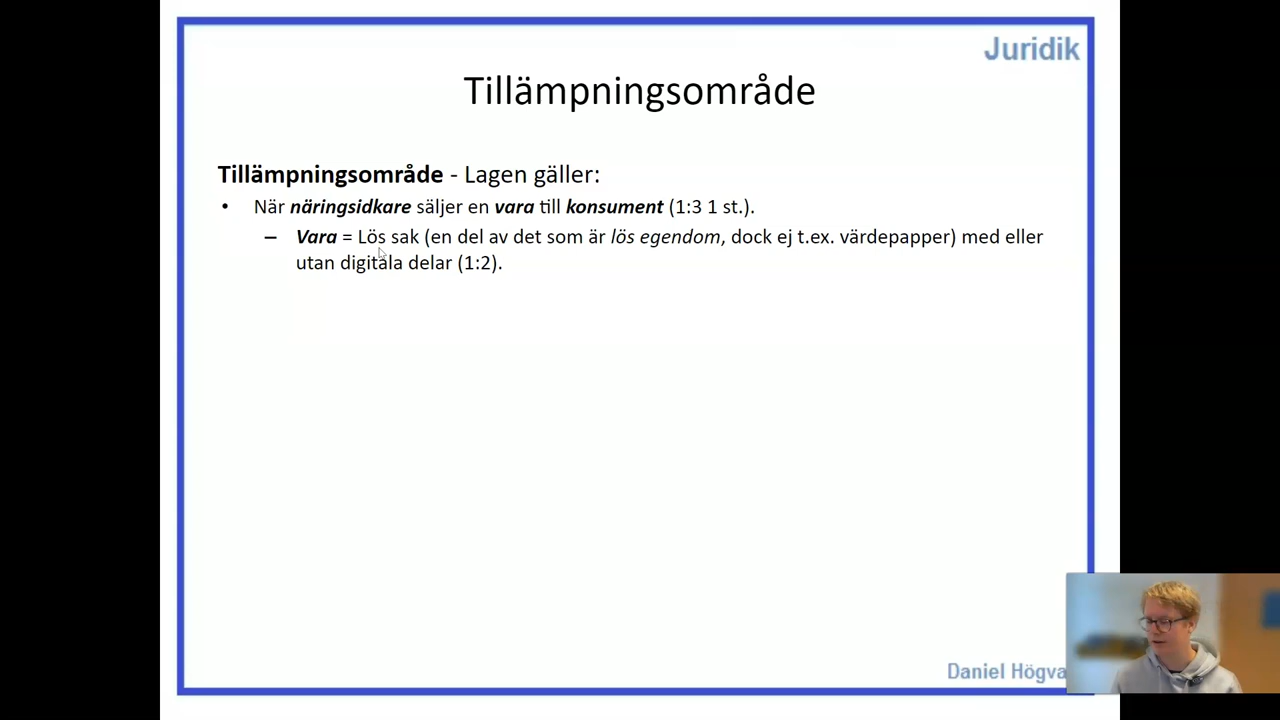 Juridik
Tillämpningsområde
Tillämpningsområde - Lagen gäller:
• När näringsidkare säljer en vara till konsument (1:3 1 st.).
– Vara = Lös sak (en del av det som är lös egendom, dock ej t.ex. värdepapper) med eller
utan digitala delar (1:2).
Daniel